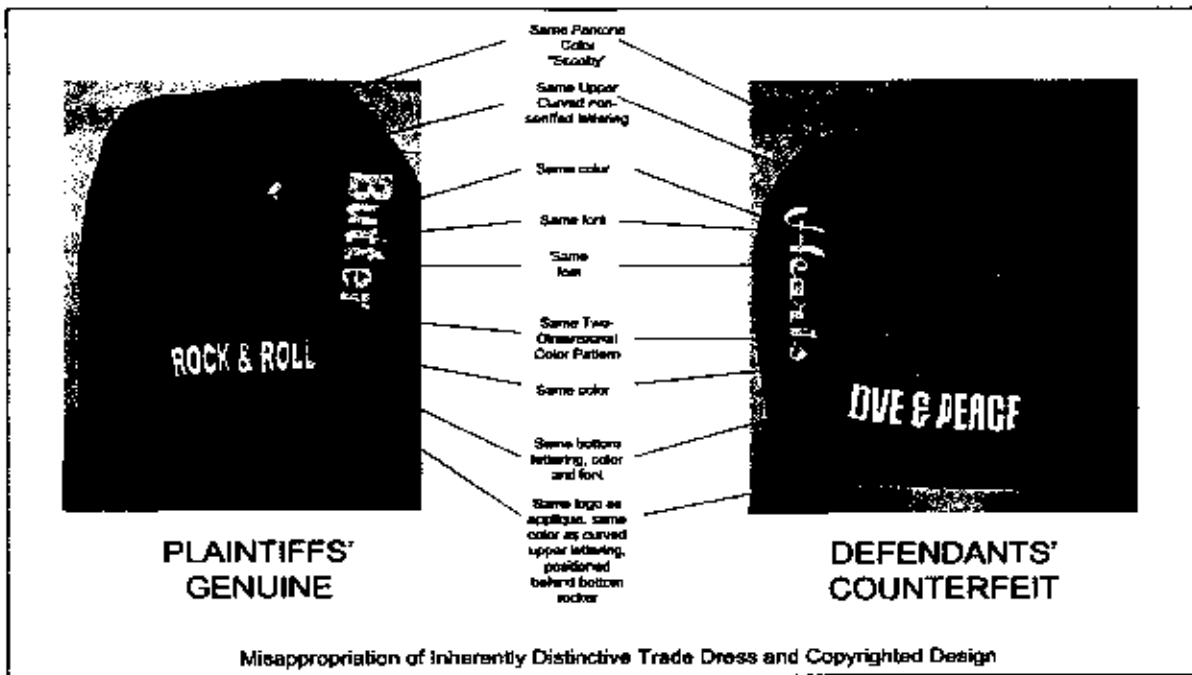 Same Pantone
Color
"Scooby"
Same Upper
Curved non-
seriffed lettering
Same color
Same font
Same
font
Same Two-
Dimensional
Color Pattern
Same color
Same bottom
lettering, color
and font
Same logo as
applique, same
color as curved
upper lettering,
positioned
behind bottom
rocker
Butter
ROCK & ROLL
Hearts
OVE & PEACE
PLAINTIFFS'
GENUINE
DEFENDANTS'
COUNTERFEIT
Misappropriation of Inherently Distinctive Trade Dress and Copyrighted Design